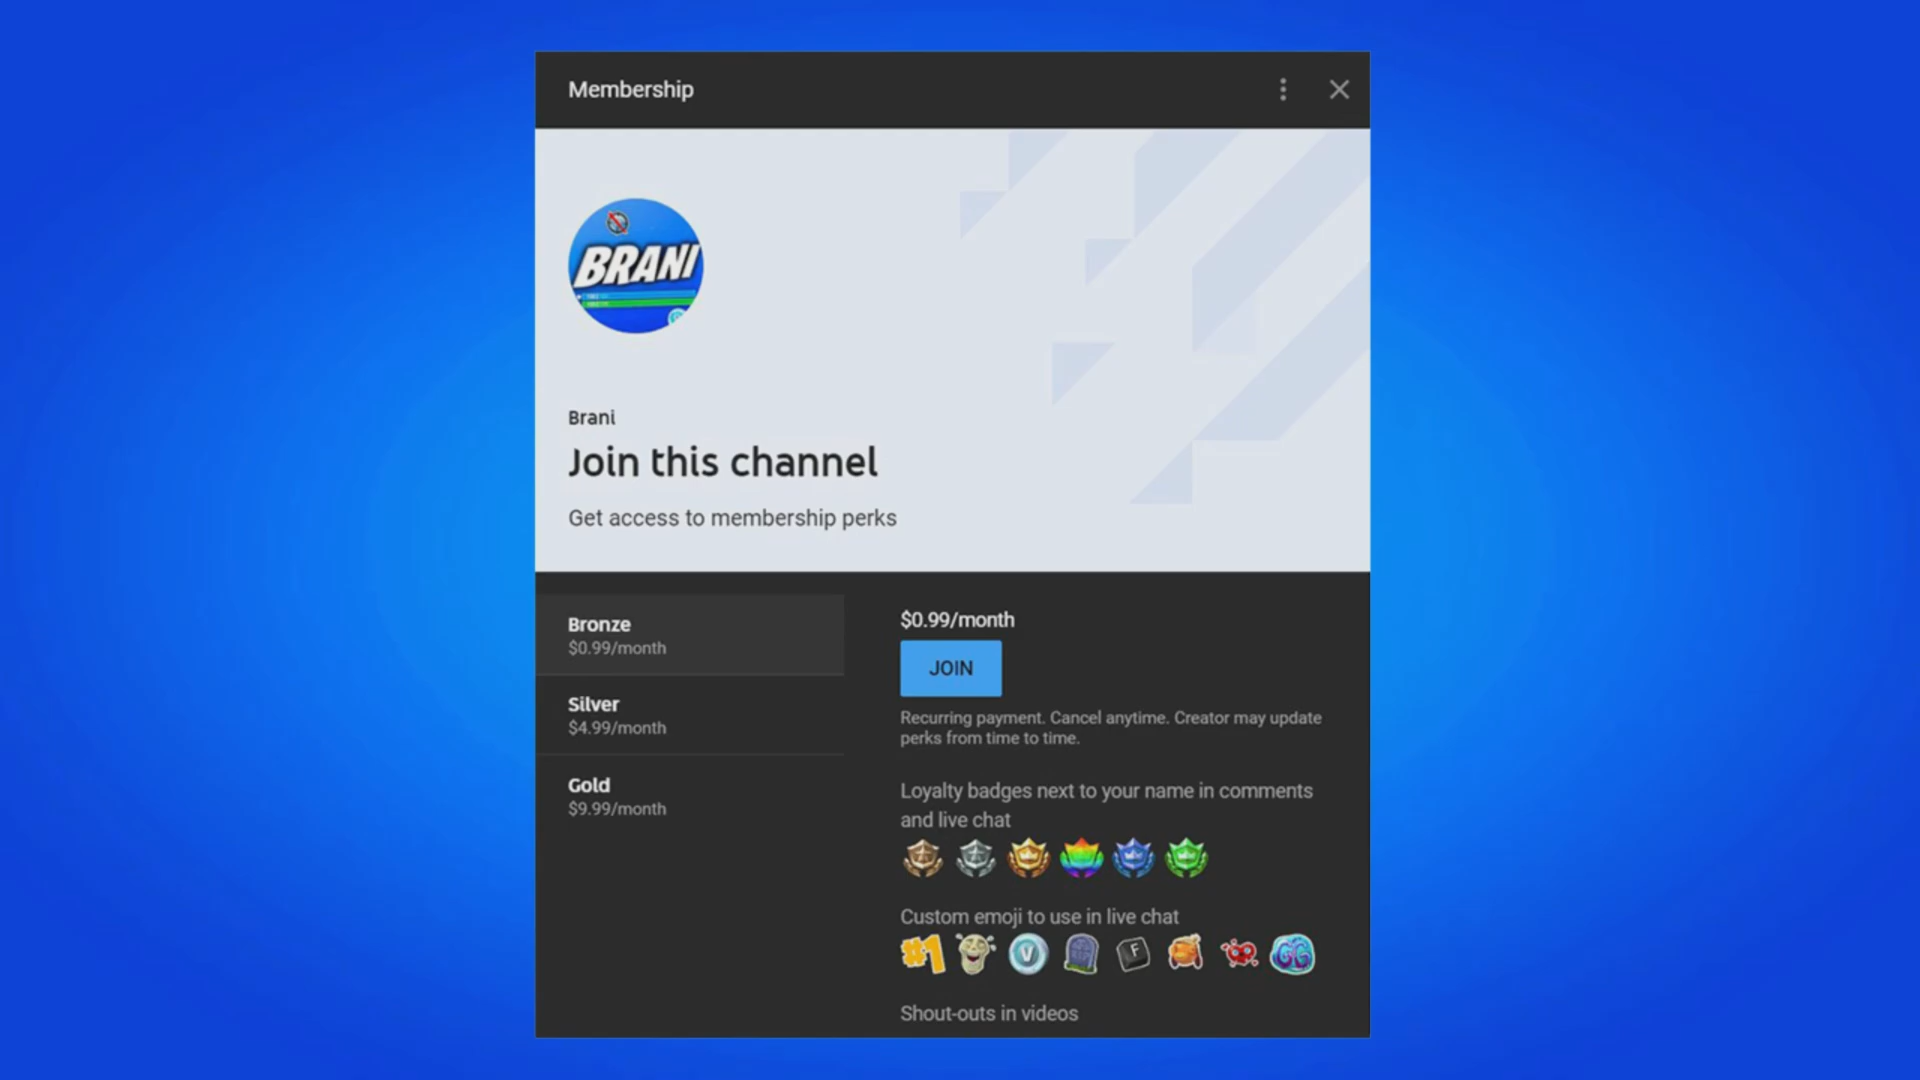 Membership
BRANI
Brani
Join this channel
Get access to membership perks
Bronze
$0.99/month
Silver
$4.99/month
Gold
$9.99/month
$0.99/month
JOIN
Recurring payment. Cancel anytime. Creator may update
perks from time to time.
Loyalty badges next to your name in comments
and live chat
Custom emoji to use in live chat
#1
V
RIP
F
GG
Shout-outs in videos